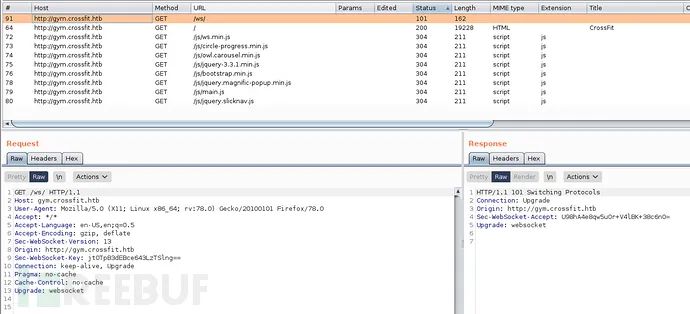 # Host Method URL Params Edited Status Length MIME type Extension Title
91 http://gym.crossfit.htb GET /ws/ 101 162
64 http://gym.crossfit.htb GET / 200 19228 HTML CrossFit
72 http://gym.crossfit.htb GET /js/ws.min.js 304 211 script js
73 http://gym.crossfit.htb GET /js/circle-progress.min.js 304 211 script js
74 http://gym.crossfit.htb GET /js/owl.carousel.min.js 304 211 script js
75 http://gym.crossfit.htb GET /js/jquery-3.3.1.min.js 304 211 script js
76 http://gym.crossfit.htb GET /js/bootstrap.min.js 304 211 script js
78 http://gym.crossfit.htb GET /js/jquery.magnific-popup.min.js 304 211 script js
79 http://gym.crossfit.htb GET /js/main.js 304 211 script js
80 http://gym.crossfit.htb GET /js/jquery.slicknav.js 304 211 script js
Request
Raw Headers Hex
Pretty Raw \n Actions
1 GET /ws/ HTTP/1.1
2 Host: gym.crossfit.htb
3 User-Agent: Mozilla/5.0 (X11; Linux x86_64; rv:78.0) Gecko/20100101 Firefox/78.0
4 Accept: */*
5 Accept-Language: en-US,en;q=0.5
6 Accept-Encoding: gzip, deflate
7 Sec-WebSocket-Version: 13
8 Origin: http://gym.crossfit.htb
9 Sec-WebSocket-Key: jtOTpB3dEBce643LzTSlng==
10 Connection: keep-alive, Upgrade
11 Pragma: no-cache
12 Cache-Control: no-cache
13 Upgrade: websocket
14
15
Response
Raw Headers Hex
Pretty Raw Render \n Actions
1 HTTP/1.1 101 Switching Protocols
2 Connection: Upgrade
3 Origin: http://gym.crossfit.htb
4 Sec-WebSocket-Accept: U98hA4e8qw5uOr+V4lBK+38c6nO=
5 Upgrade: websocket
6
7
REEBUF